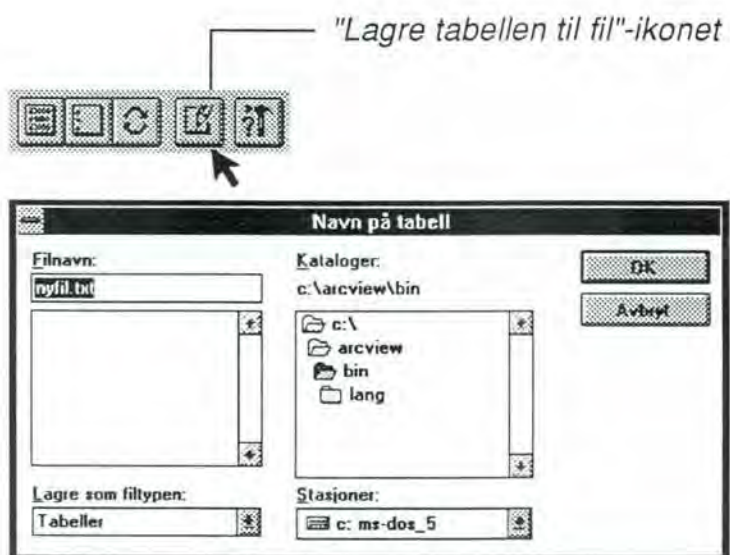 "Lagre tabellen til fil"-ikonet
?
Navn på tabell
Filnavn:
nyfil.txt
Kataloger:
c:\arcview\bin
OK
Avbryt
c:\
arcview
bin
lang
Lagre som filtypen:
Tabeller
Stasjoner:
c: ms-dos_5